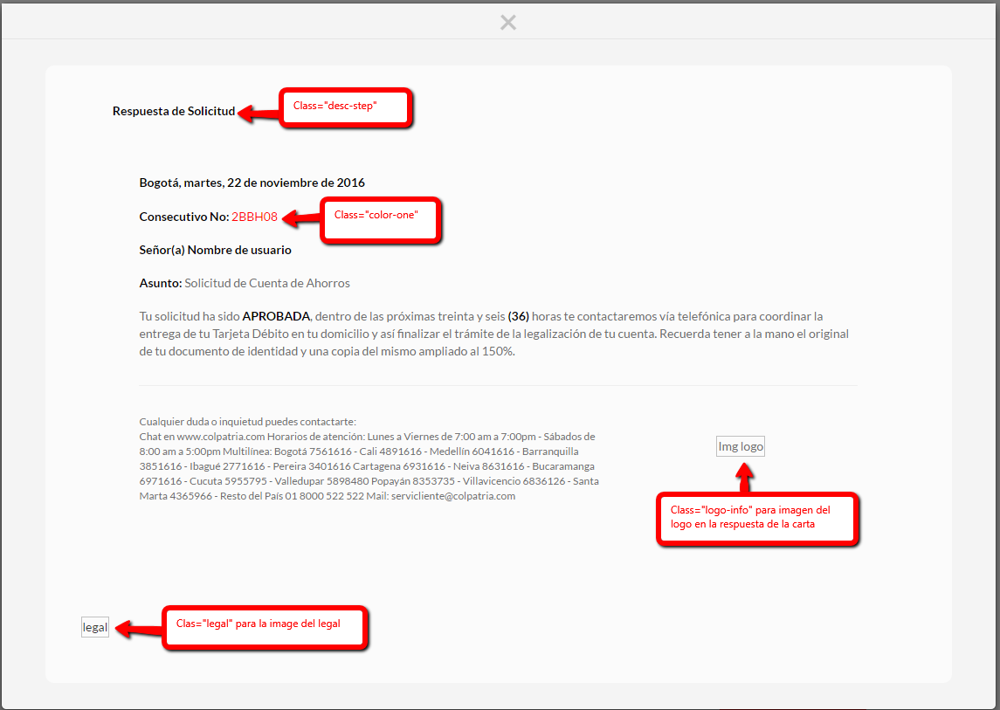 Respuesta de Solicitud
Class="desc-step"
Bogotá, martes, 22 de noviembre de 2016
Consecutivo No: 2BBH08
Class="color-one"
Señor(a) Nombre de usuario
Asunto: Solicitud de Cuenta de Ahorros
Tu solicitud ha sido APROBADA, dentro de las próximas treinta y seis (36) horas te contactaremos vía telefónica para coordinar la
entrega de tu Tarjeta Débito en tu domicilio y así finalizar el trámite de la legalización de tu cuenta. Recuerda tener a la mano el original
de tu documento de identidad y una copia del mismo ampliado al 150%.
Cualquier duda o inquietud puedes contactarte:
Chat en www.colpatria.com Horarios de atención: Lunes a Viernes de 7:00 am a 7:00pm - Sábados de
8:00 am a 5:00pm Multilínea: Bogotá 7561616 - Cali 4891616 - Medellín 6041616 - Barranquilla
3851616 - Ibagué 2771616 - Pereira 3401616 Cartagena 6931616 - Neiva 8631616 - Bucaramanga
6971616 - Cucuta 5955795 - Valledupar 5898480 Popayán 8353735 - Villavicencio 6836126 - Santa
Marta 4365966 - Resto del País 01 8000 522 522 Mail: servicliente@colpatria.com
Img logo
Class="logo-info" para imagen del
logo en la respuesta de la carta
legal
Clas="legal" para la image del legal